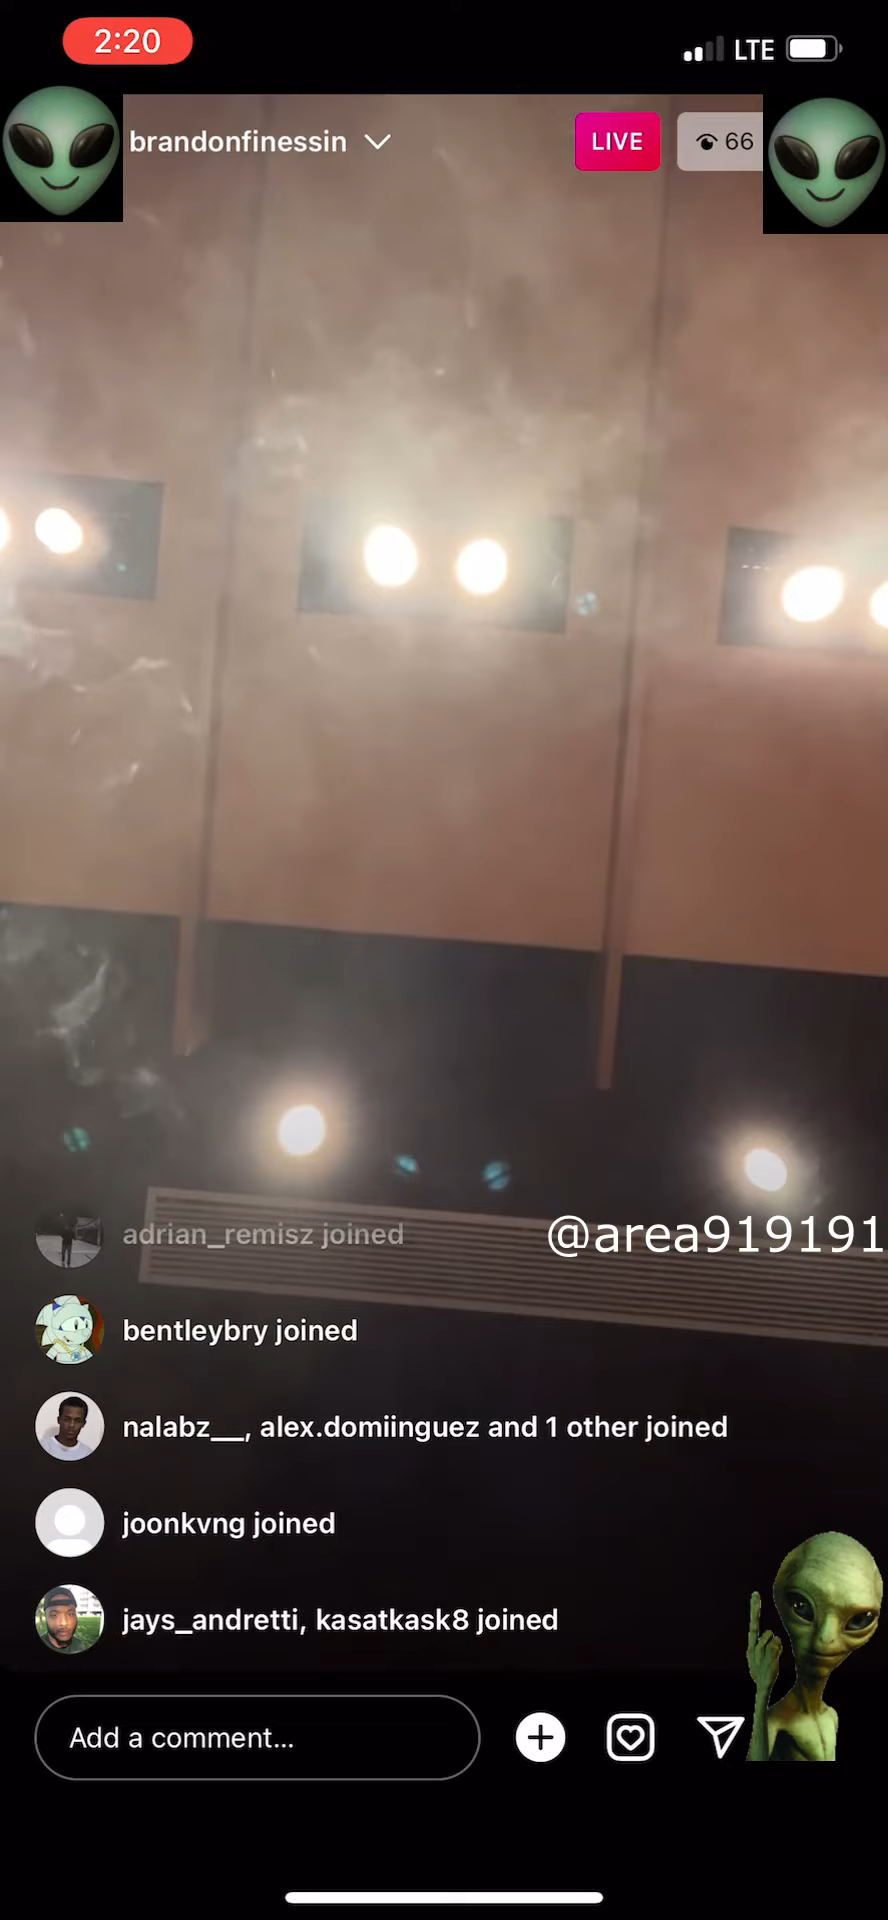 2:20
LTE
brandonfinessin
LIVE
66
adrian_remisz joined
@area919191
bentleybry joined
nalabz__, alex.domiinguez and 1 other joined
joonkvng joined
jays_andretti, kasatkask8 joined
Add a comment...